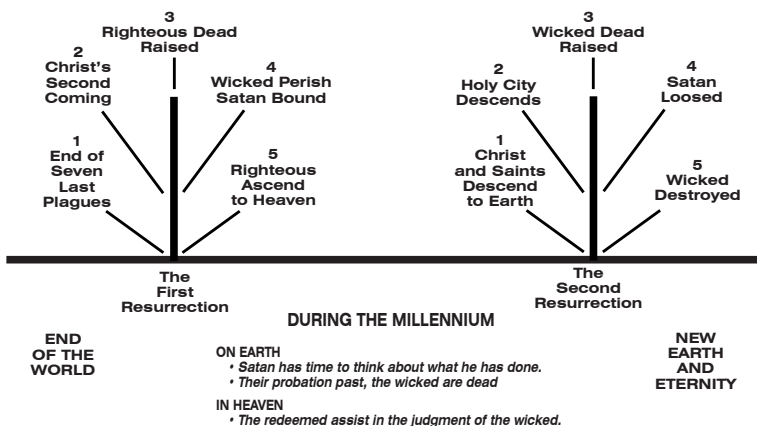 3
Righteous Dead
Raised
2
Christ's
Second
Coming
4
Wicked Perish
Satan Bound
1
End of
Seven
Last
Plagues
5
Righteous
Ascend
to Heaven
The
First
Resurrection
3
Wicked Dead
Raised
2
Holy City
Descends
4
Satan
Loosed
1
Christ
and Saints
Descend
to Earth
5
Wicked
Destroyed
The
Second
Resurrection
END
OF THE
WORLD
DURING THE MILLENNIUM
ON EARTH
• Satan has time to think about what he has done.
• Their probation past, the wicked are dead
IN HEAVEN
• The redeemed assist in the judgment of the wicked.
NEW
EARTH
AND
ETERNITY